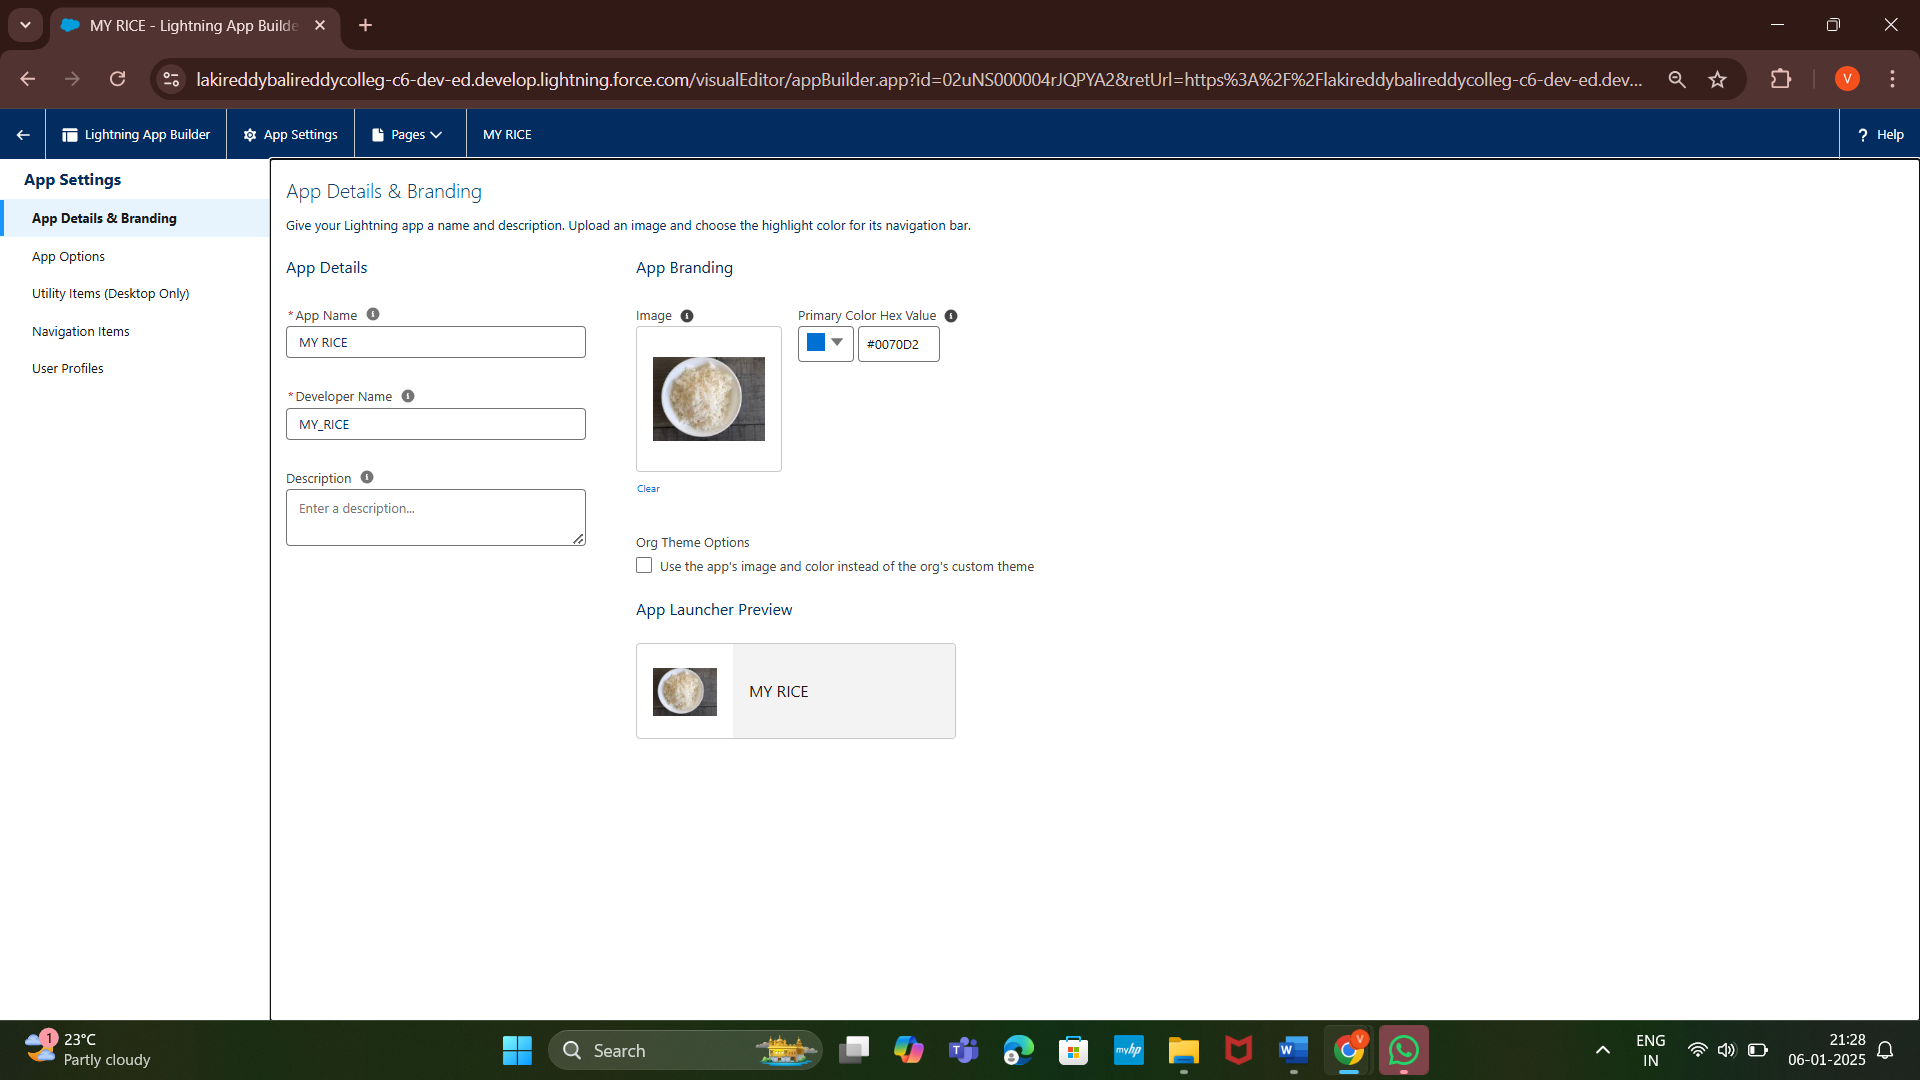 MY RICE - Lightning App Builde
lakireddybalireddycolleg-c6-dev-ed.develop.lightning.force.com/visualEditor/appBuilder.app?id=02uNS000004rJQPYA2&retUrl=https%3A%2F%2Flakireddybalireddycolleg-c6-dev-ed.dev...
V
Lightning App Builder
App Settings
Pages
MY RICE
? Help
App Settings
App Details & Branding
App Options
Utility Items (Desktop Only)
Navigation Items
User Profiles
App Details & Branding
Give your Lightning app a name and description. Upload an image and choose the highlight color for its navigation bar.
App Details
*App Name
MY RICE
*Developer Name
MY_RICE
Description
Enter a description...
App Branding
Image
Clear
Primary Color Hex Value
#0070D2
Org Theme Options
Use the app's image and color instead of the org's custom theme
App Launcher Preview
MY RICE
1
23°C
Partly cloudy
Search
T
myhp
W
V
ENG
IN
21:28
06-01-2025